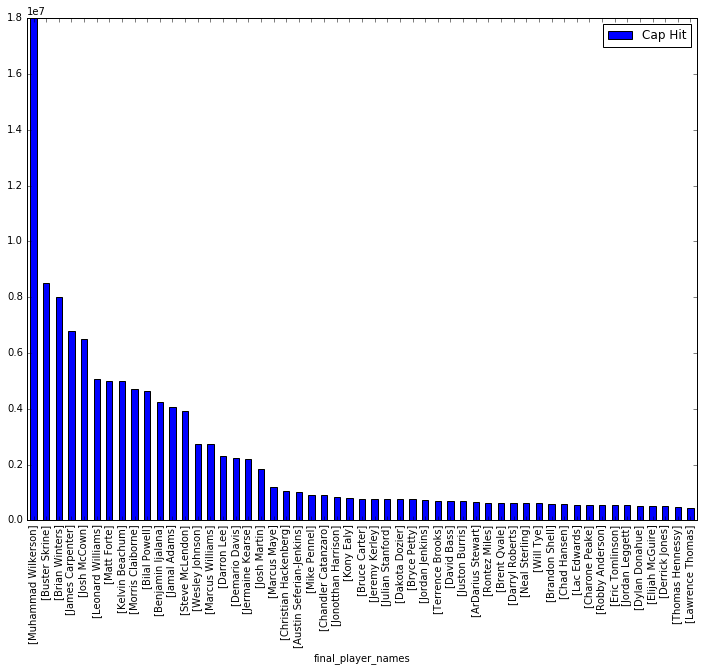 1e7
1.8
1.6
1.4
1.2
1.0
0.8
0.6
0.4
0.2
0.0
Cap Hit
[Muhammad Wilkerson]
[Buster Skrine]
[Brian Winters]
[James Carpenter]
[Josh McCown]
[Leonard Williams]
[Matt Forte]
[Kelvin Beachum]
[Morris Claiborne]
[Bilal Powell]
[Benjamin Ijalana]
[Jamal Adams]
[Steve McLendon]
[Wesley Johnson]
[Marcus Williams]
[Darron Lee]
[Demario Davis]
[Jermaine Kearse]
[Josh Martin]
[Marcus Maye]
[Christian Hackenberg]
[Austin Seferian-Jenkins]
[Mike Pennel]
[Chandler Catanzaro]
[Jonotthan Harrison]
[Kony Ealy]
[Bruce Carter]
[Jeremy Kerley]
[Julian Stanford]
[Dakota Dozier]
[Bryce Petty]
[Jordan Jenkins]
[Terrence Brooks]
[David Bass]
[Juston Burris]
[ArDarius Stewart]
[Rontez Miles]
[Brent Qvale]
[Darryl Roberts]
[Neal Sterling]
[Will Tye]
[Brandon Shell]
[Chad Hansen]
[Lac Edwards]
[Charone Peake]
[Robby Anderson]
[Eric Tomlinson]
[Jordan Leggett]
[Dylan Donahue]
[Elijah McGuire]
[Derrick Jones]
[Thomas Hennessy]
[Lawrence Thomas]
final_player_names